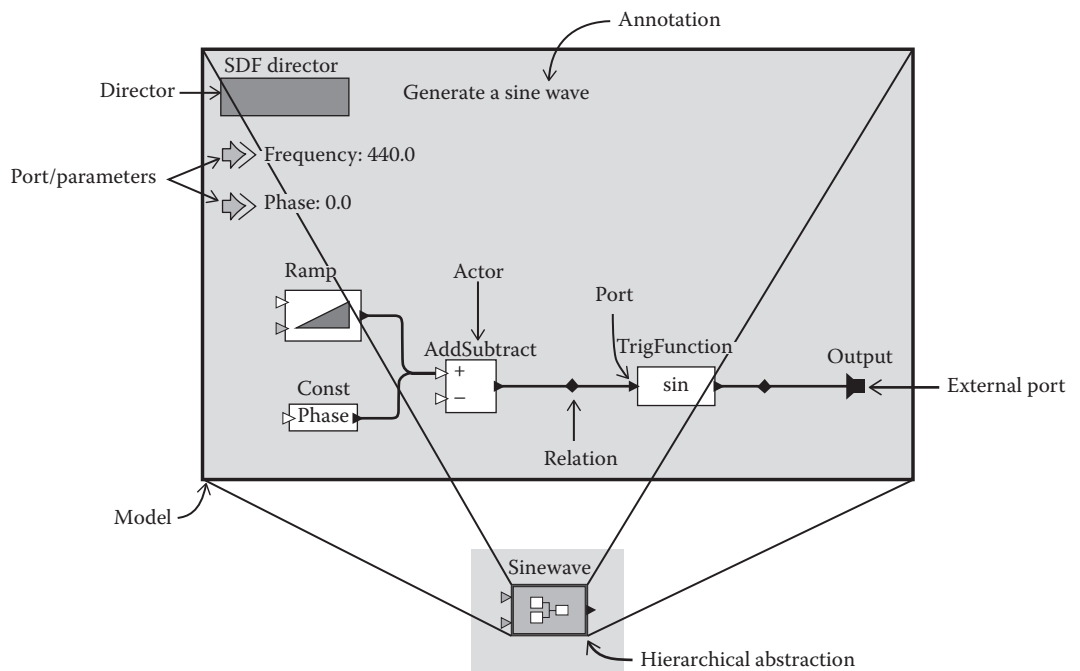 Annotation
SDF director
Director
Generate a sine wave
Frequency: 440.0
Port/parameters
Phase: 0.0
Ramp
Actor
Port
AddSubtract
TrigFunction
Output
+
sin
External port
Const
−
Phase
Relation
Model
Sinewave
Hierarchical abstraction